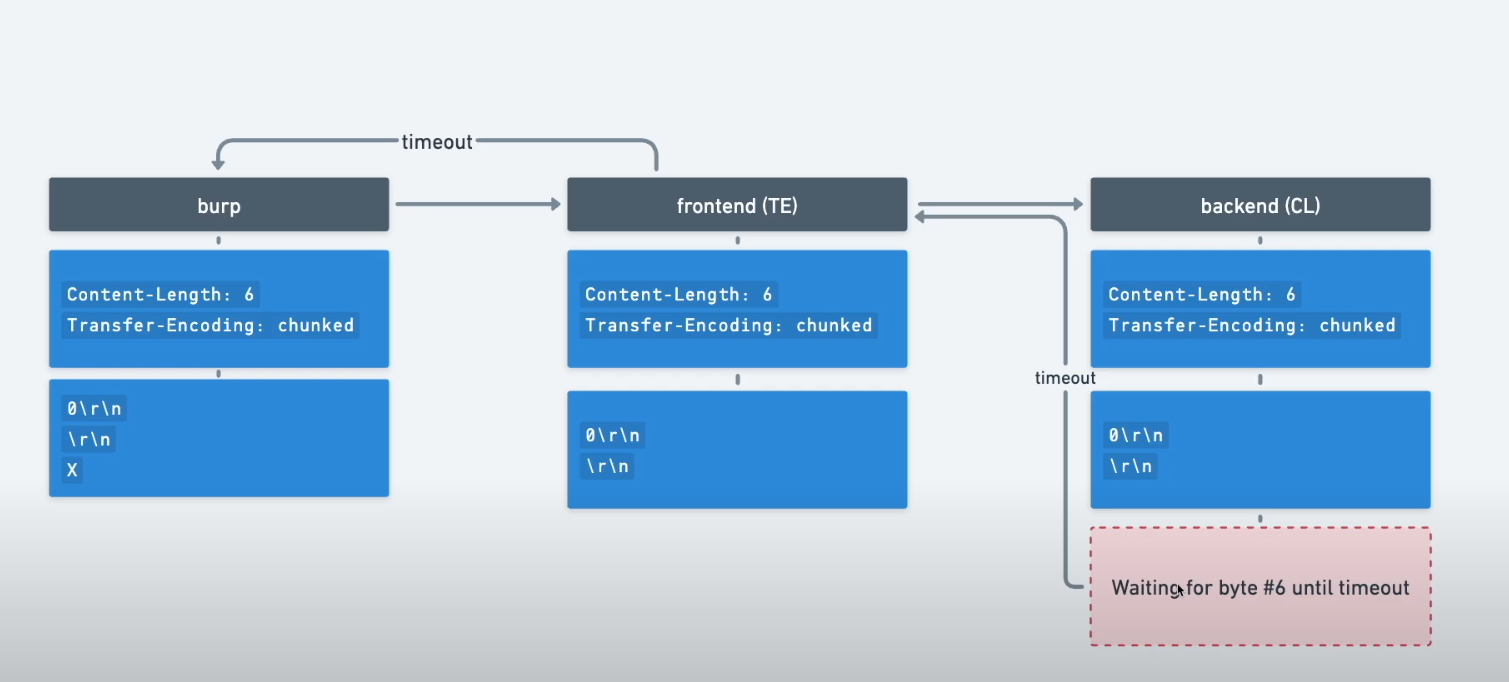 timeout
burp
frontend (TE)
backend (CL)
Content-Length: 6
Transfer-Encoding: chunked
Content-Length: 6
Transfer-Encoding: chunked
Content-Length: 6
Transfer-Encoding: chunked
timeout
0\r\n
\r\n
X
0\r\n
\r\n
0\r\n
\r\n
Waiting for byte #6 until timeout